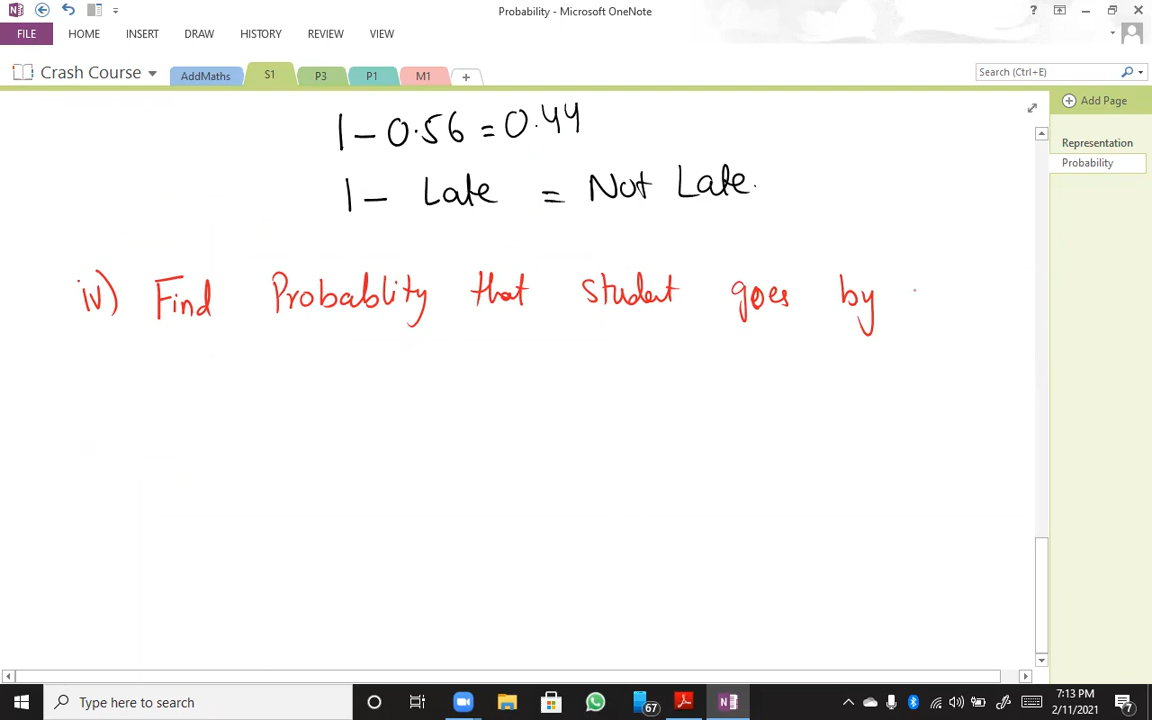 Probability - Microsoft OneNote
?
FILE HOME INSERT DRAW HISTORY REVIEW VIEW
Crash Course AddMaths S1 P3 P1 M1 + Search (Ctrl+E)
Add Page
Representation
Probability
1 - 0.56 = 0.44
1 - Late = Not Late.
iv) Find Probablity that student goes by
Type here to search
67
7:13 PM
2/11/2021
7